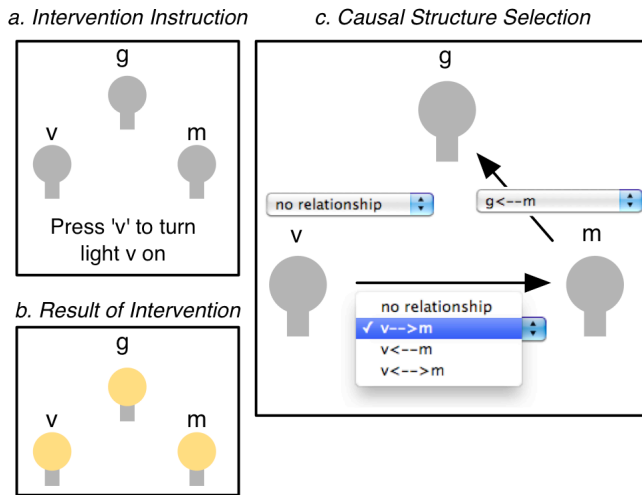 a. Intervention Instruction
g
v
m
Press 'v' to turn
light v on
b. Result of Intervention
g
v
m
c. Causal Structure Selection
g
no relationship
g<--m
v
m
no relationship
✓ v-->m
v<--m
v<-->m